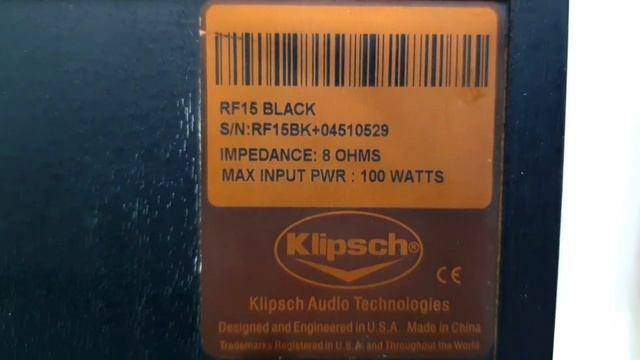 RF15 BLACK
S/N:RF15BK+04510529
IMPEDANCE: 8 OHMS
MAX INPUT PWR : 100 WATTS
Klipsch®
CE
Klipsch Audio Technologies
Designed and Engineered in U.S.A. Made in China
Trademarks Registered in U.S.A. and Throughout the World